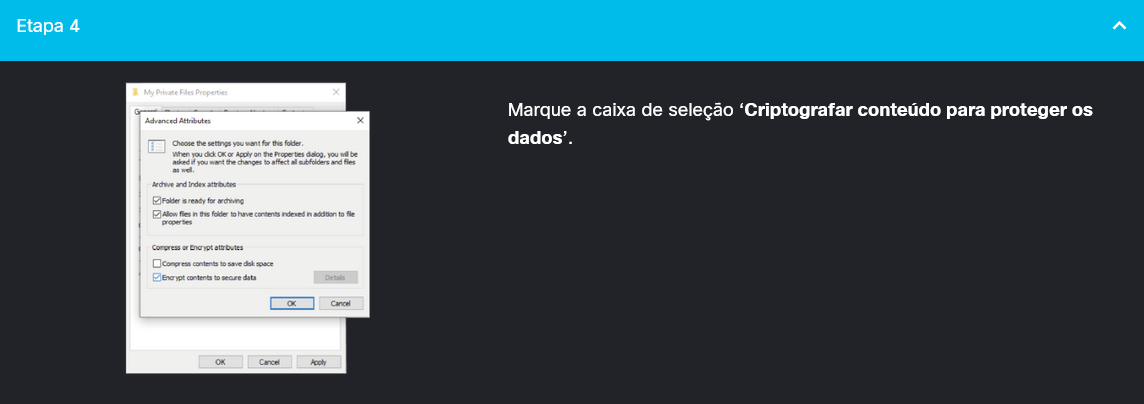 Etapa 4
My Private Files Properties
Advanced Attributes
Choose the settings you want for this folder.
When you click OK or Apply on the Properties dialog, you will be
asked if you want the changes to affect all subfolders and files
as well.
Archive and Index attributes
Folder is ready for archiving
Allow files in this folder to have contents indexed in addition to file
properties
Compress or Encrypt attributes
Compress contents to save disk space
Encrypt contents to secure data
Details
OK
Cancel
OK
Cancel
Apply
Marque a caixa de seleção ‘Criptografar conteúdo para proteger os
dados’.